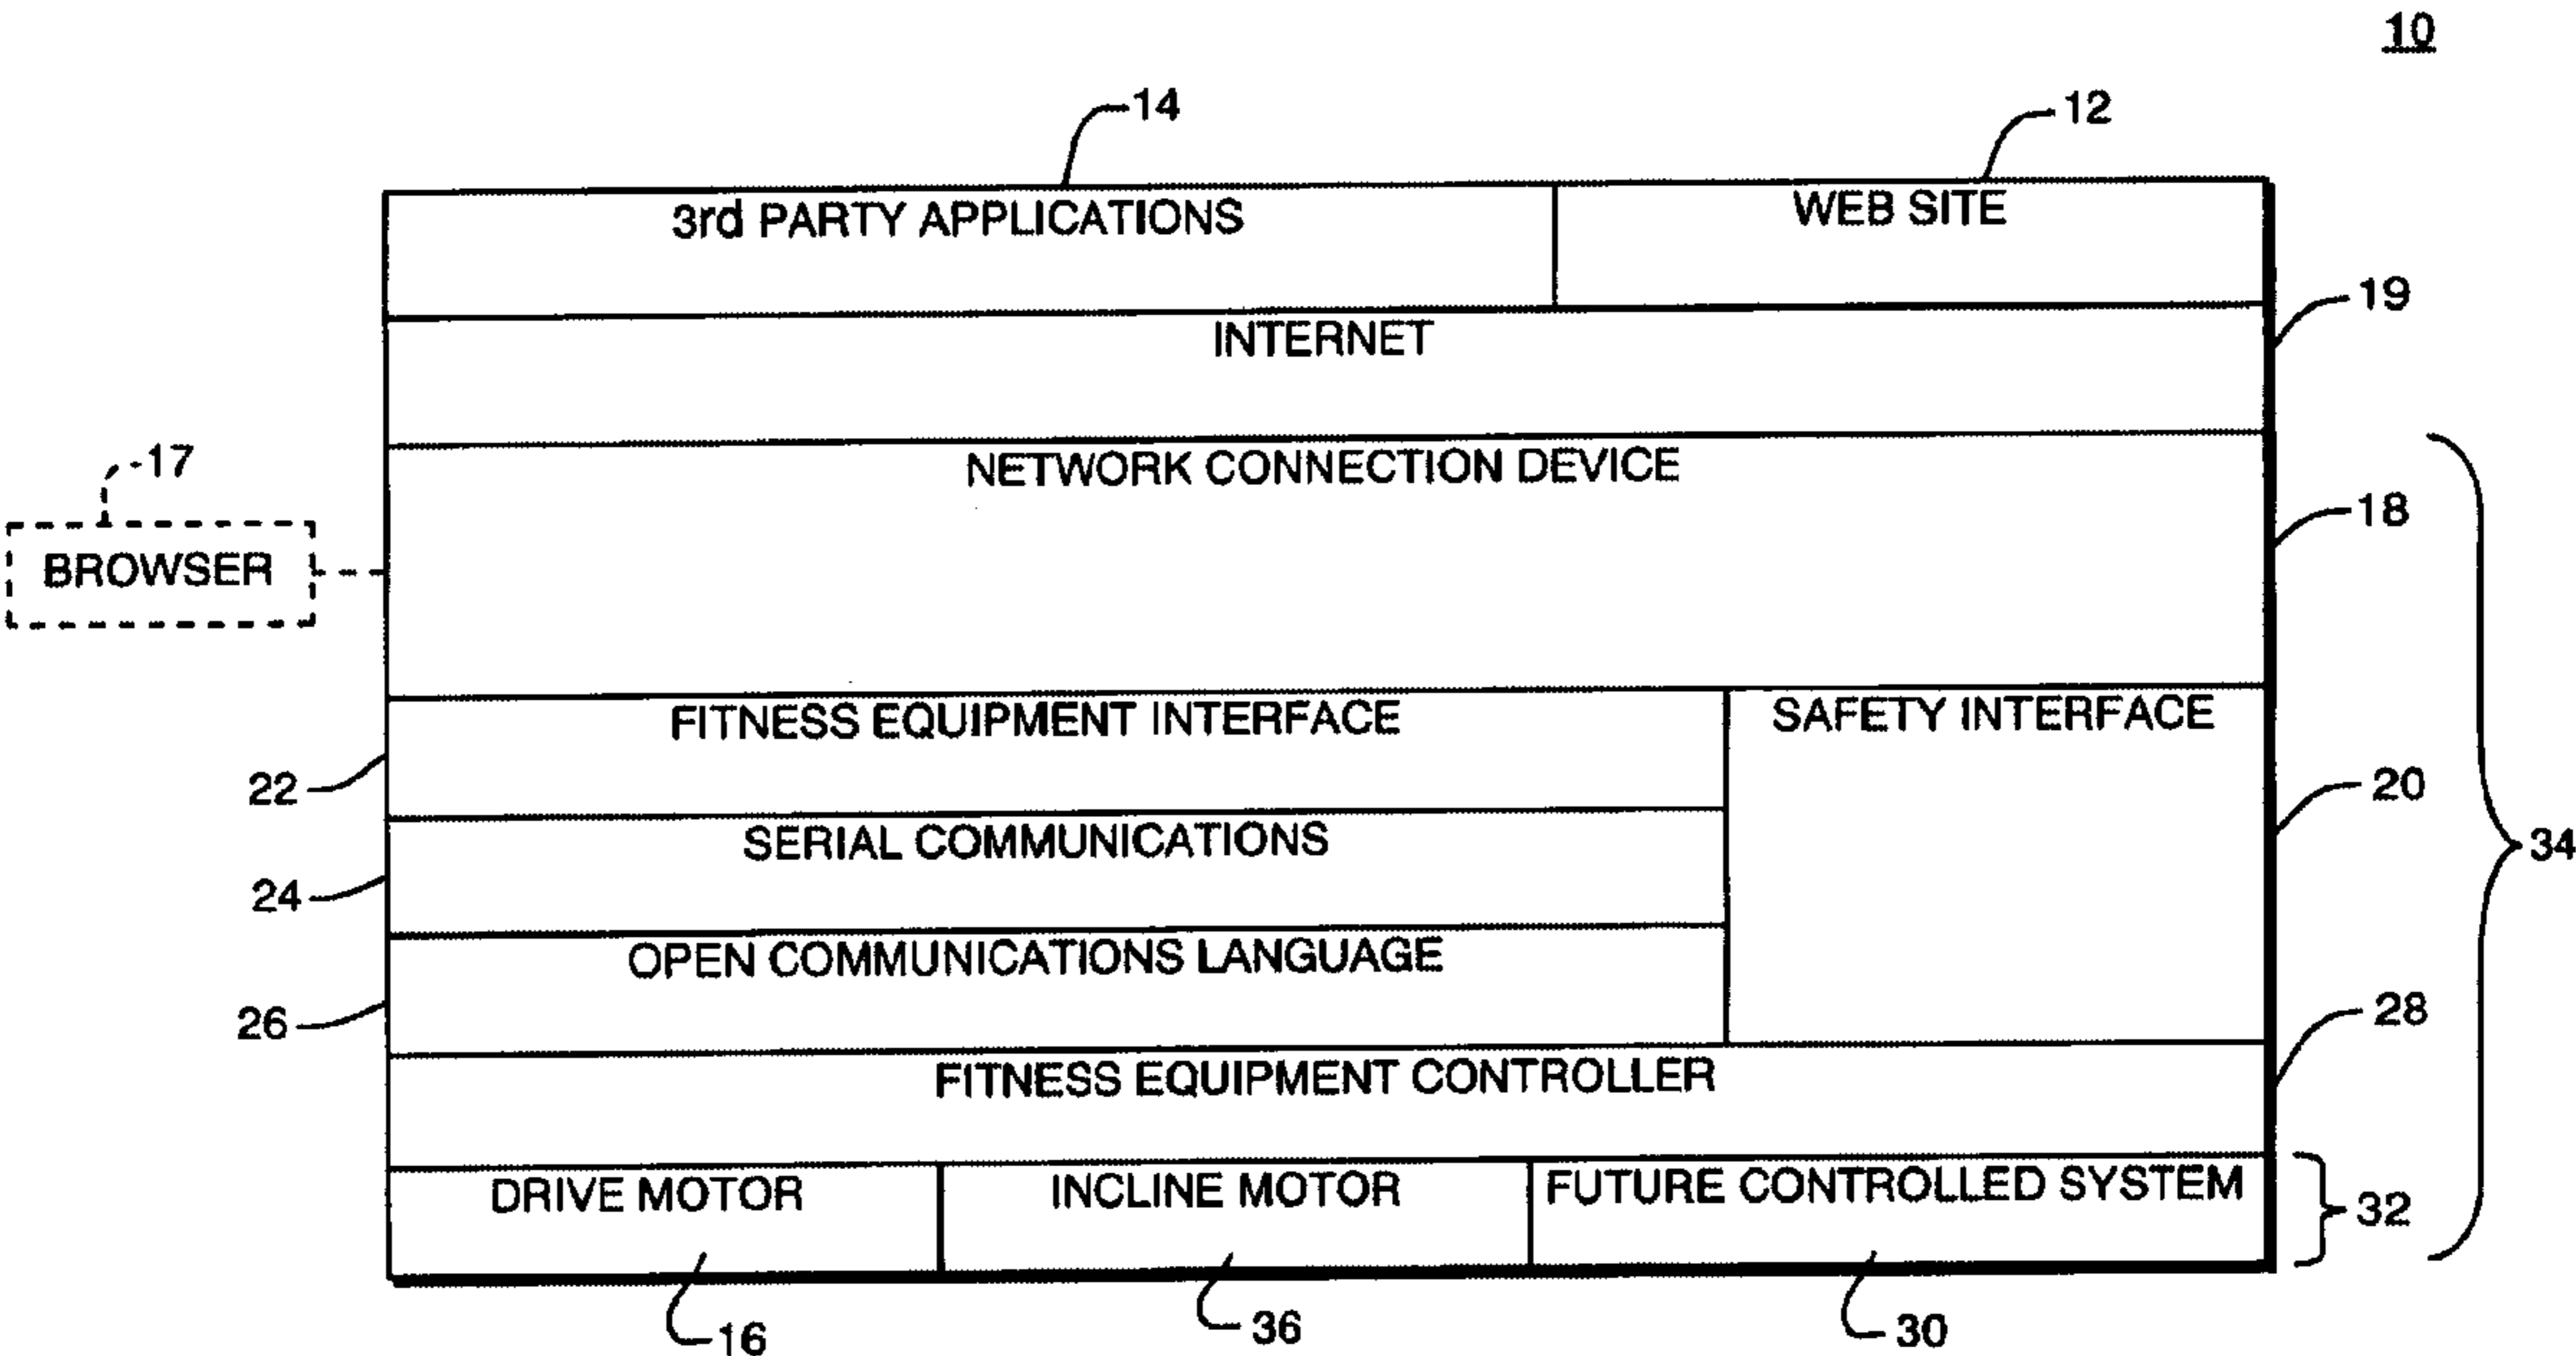 10
14
12
3rd PARTY APPLICATIONS
WEB SITE
19
INTERNET
17
NETWORK CONNECTION DEVICE
18
BROWSER
FITNESS EQUIPMENT INTERFACE
SAFETY INTERFACE
22
20
SERIAL COMMUNICATIONS
34
24
OPEN COMMUNICATIONS LANGUAGE
26
28
FITNESS EQUIPMENT CONTROLLER
DRIVE MOTOR
INCLINE MOTOR
FUTURE CONTROLLED SYSTEM
32
16
36
30